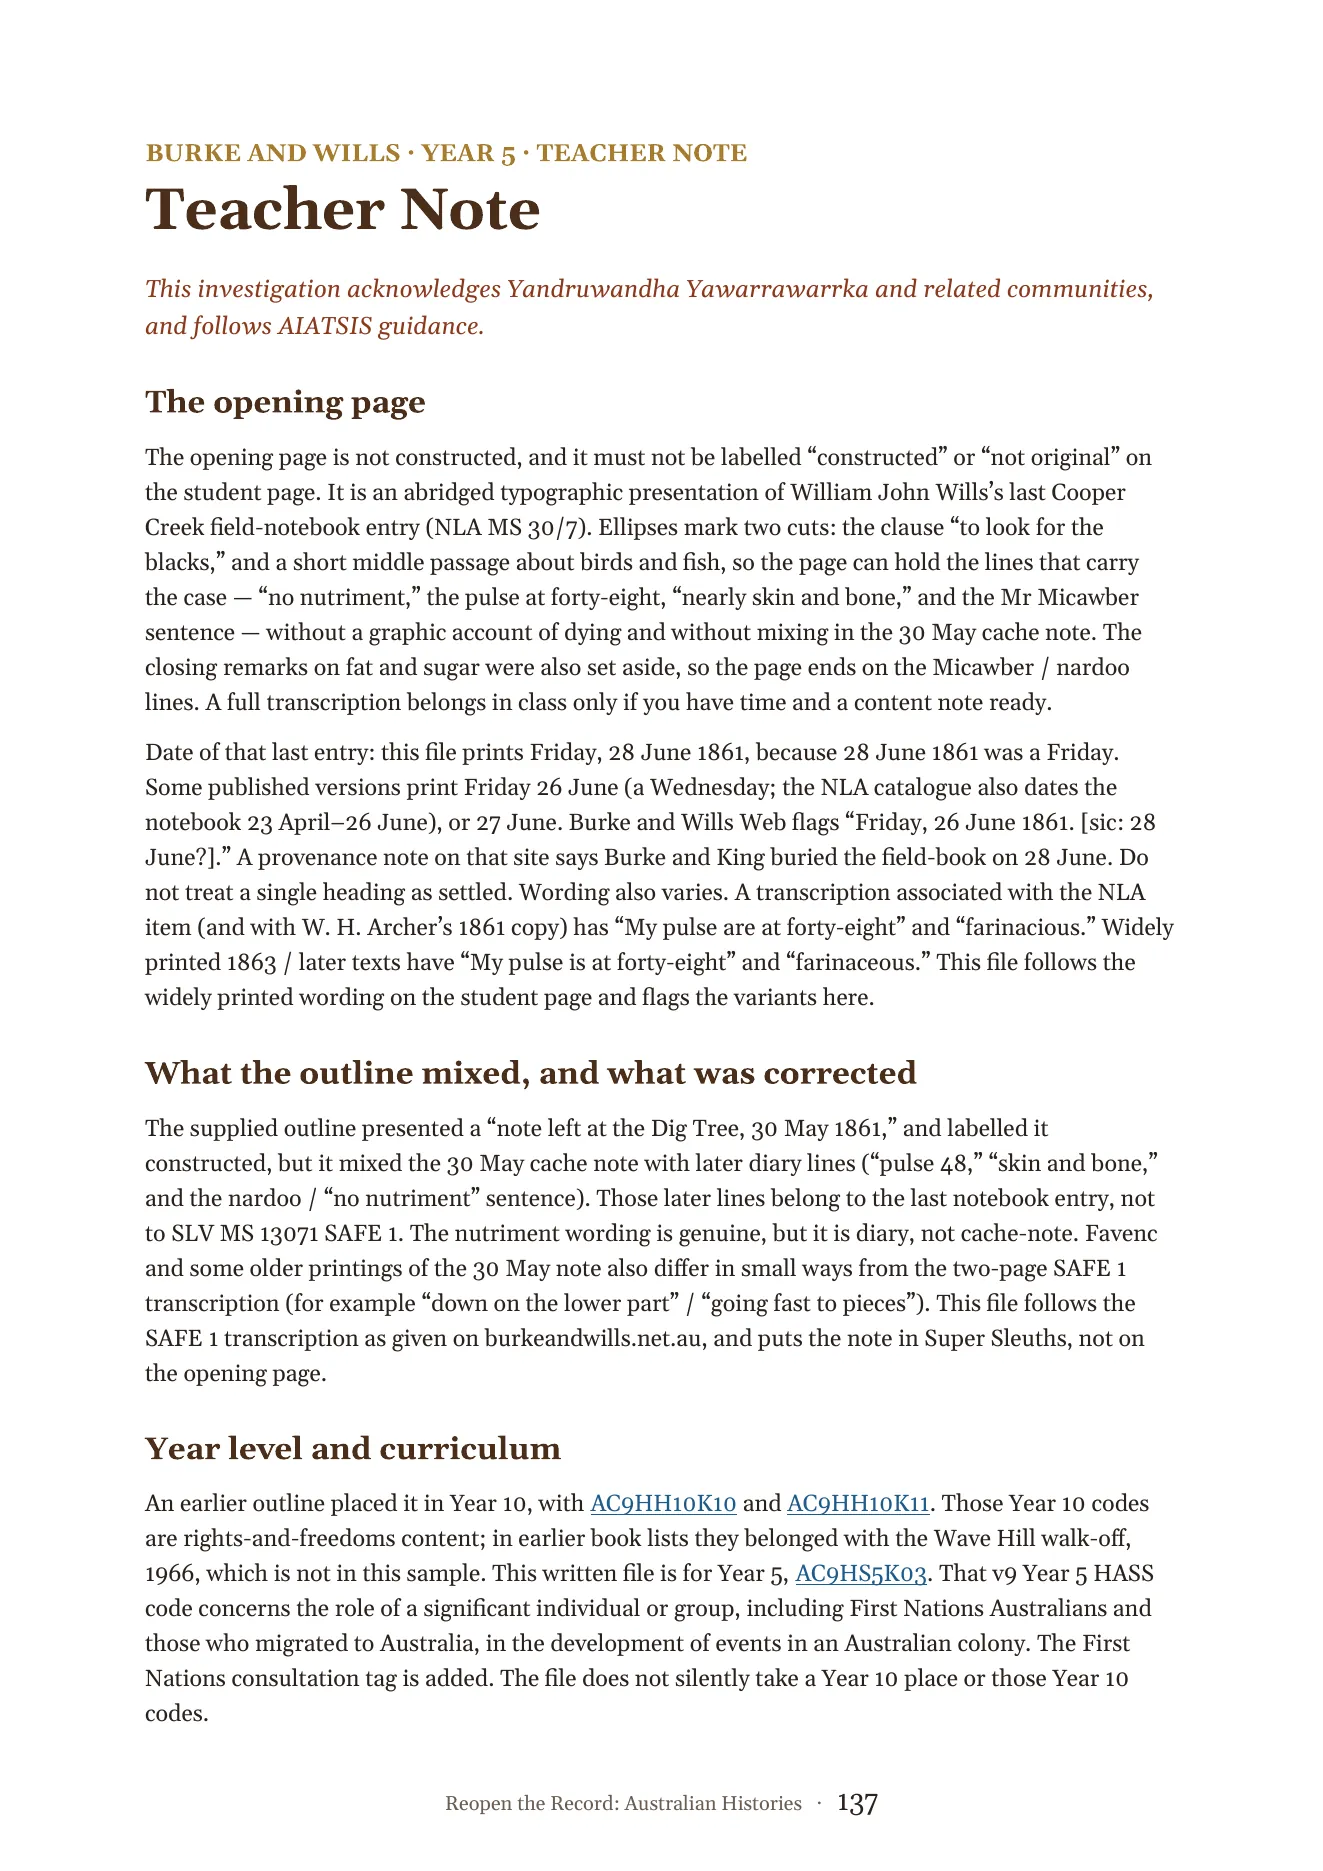 BURKE AND WILLS · YEAR 5 · TEACHER NOTE
Teacher Note
This investigation acknowledges Yandruwandha Yawarrawarrka and related communities,
and follows AIATSIS guidance.
The opening page
The opening page is not constructed, and it must not be labelled “constructed” or “not original” on
the student page. It is an abridged typographic presentation of William John Wills’s last Cooper
Creek field-notebook entry (NLA MS 30/7). Ellipses mark two cuts: the clause “to look for the
blacks,” and a short middle passage about birds and fish, so the page can hold the lines that carry
the case — “no nutriment,” the pulse at forty-eight, “nearly skin and bone,” and the Mr Micawber
sentence — without a graphic account of dying and without mixing in the 30 May cache note. The
closing remarks on fat and sugar were also set aside, so the page ends on the Micawber / nardoo
lines. A full transcription belongs in class only if you have time and a content note ready.
Date of that last entry: this file prints Friday, 28 June 1861, because 28 June 1861 was a Friday.
Some published versions print Friday 26 June (a Wednesday; the NLA catalogue also dates the
notebook 23 April–26 June), or 27 June. Burke and Wills Web flags “Friday, 26 June 1861. [sic: 28
June?].” A provenance note on that site says Burke and King buried the field-book on 28 June. Do
not treat a single heading as settled. Wording also varies. A transcription associated with the NLA
item (and with W. H. Archer’s 1861 copy) has “My pulse are at forty-eight” and “farinacious.” Widely
printed 1863 / later texts have “My pulse is at forty-eight” and “farinaceous.” This file follows the
widely printed wording on the student page and flags the variants here.
What the outline mixed, and what was corrected
The supplied outline presented a “note left at the Dig Tree, 30 May 1861,” and labelled it
constructed, but it mixed the 30 May cache note with later diary lines (“pulse 48,” “skin and bone,”
and the nardoo / “no nutriment” sentence). Those later lines belong to the last notebook entry, not
to SLV MS 13071 SAFE 1. The nutriment wording is genuine, but it is diary, not cache-note. Favenc
and some older printings of the 30 May note also differ in small ways from the two-page SAFE 1
transcription (for example “down on the lower part” / “going fast to pieces”). This file follows the
SAFE 1 transcription as given on burkeandwills.net.au, and puts the note in Super Sleuths, not on
the opening page.
Year level and curriculum
An earlier outline placed it in Year 10, with AC9HH10K10 and AC9HH10K11. Those Year 10 codes
are rights-and-freedoms content; in earlier book lists they belonged with the Wave Hill walk-off,
1966, which is not in this sample. This written file is for Year 5, AC9HS5K03. That v9 Year 5 HASS
code concerns the role of a significant individual or group, including First Nations Australians and
those who migrated to Australia, in the development of events in an Australian colony. The First
Nations consultation tag is added. The file does not silently take a Year 10 place or those Year 10
codes.
Reopen the Record: Australian Histories · 137